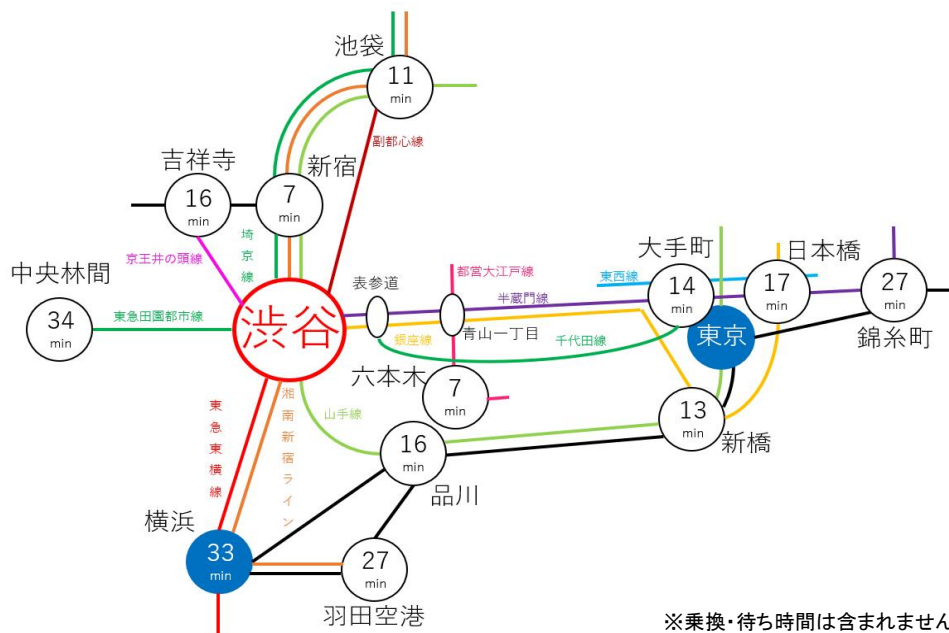 池袋
11
min
副都心線
吉祥寺
新宿
16
min
7
min
京王井の頭線
埼京線
中央林間
34
min
東急田園都市線
渋谷
表参道
都営大江戸線
半蔵門線
銀座線
青山一丁目
千代田線
東西線
大手町
14
min
日本橋
17
min
27
min
錦糸町
東京
六本木
7
min
13
min
新橋
山手線
16
min
品川
東急東横線
湘南新宿ライン
横浜
33
min
27
min
羽田空港
※乗換・待ち時間は含まれません